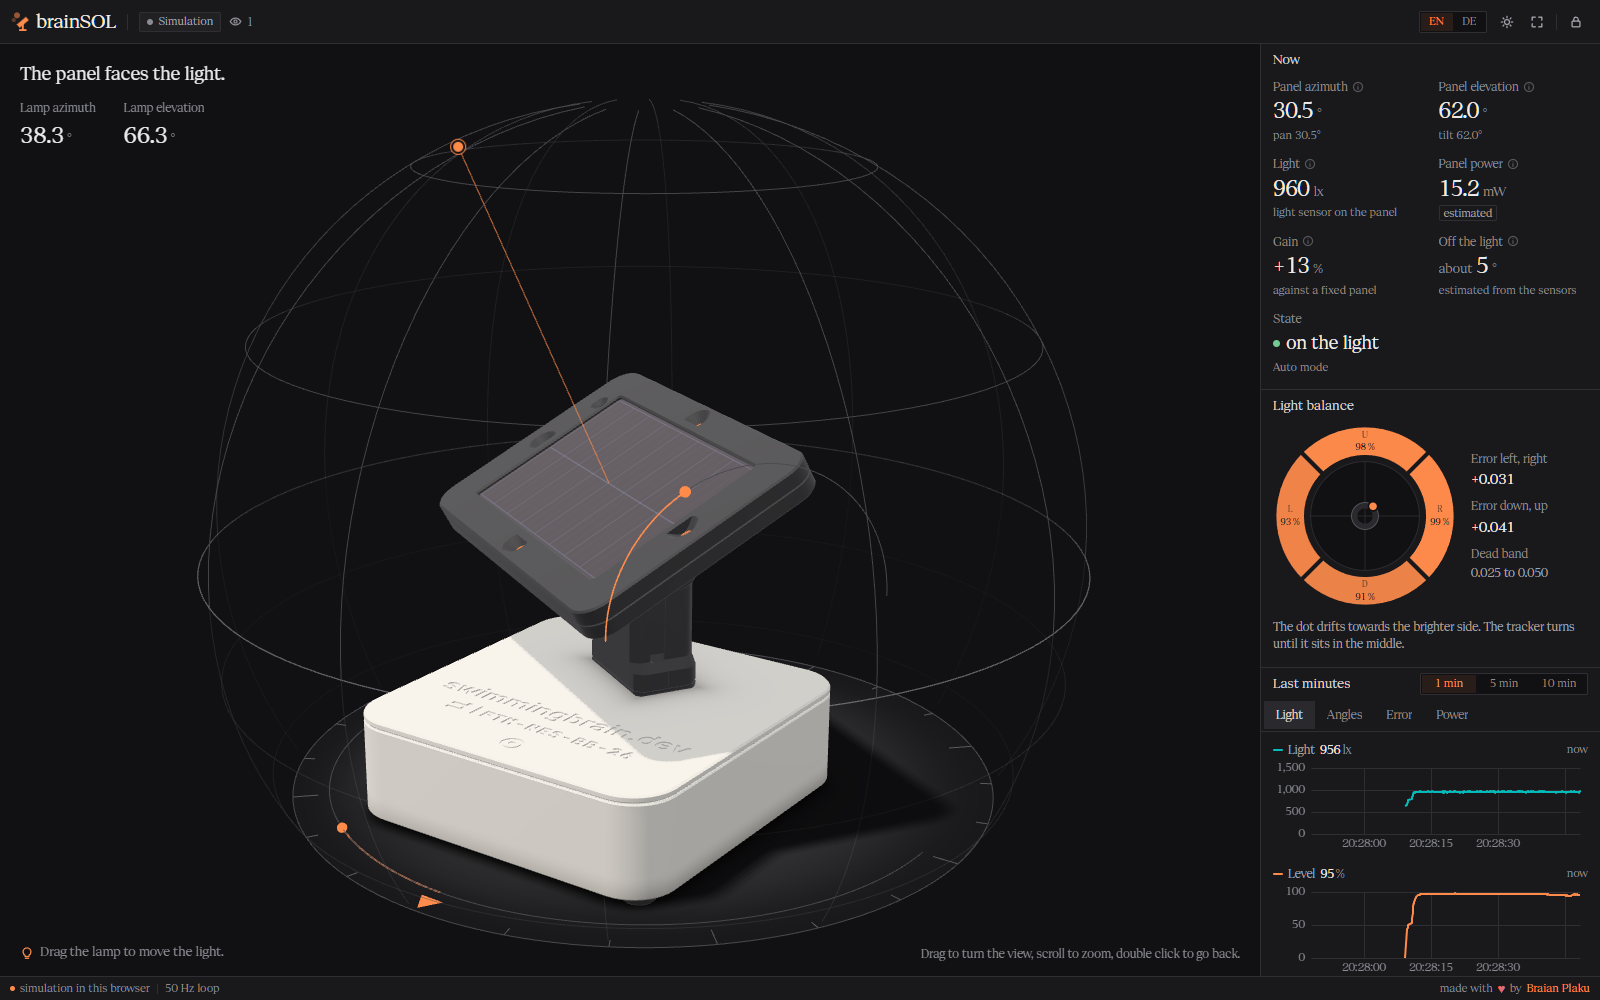 brainSOL
Simulation
1
EN DE
The panel faces the light.
Lamp azimuth Lamp elevation
38.3° 66.3°
swimmingbrain.dev
Drag the lamp to move the light.
Drag to turn the view, scroll to zoom, double click to go back.
Now
Panel azimuth Panel elevation
30.5° 62.0°
pan 30.5° tilt 62.0°
Light Panel power
960 lx 15.2 mW
light sensor on the panel estimated
Gain Off the light
+13 % about 5°
against a fixed panel estimated from the sensors
State
on the light
Auto mode
Light balance
U
98 %
L
93 %
R
99 %
D
91 %
Error left, right
+0.031
Error down, up
+0.041
Dead band
0.025 to 0.050
The dot drifts towards the brighter side. The tracker turns
until it sits in the middle.
Last minutes 1 min 5 min 10 min
Light Angles Error Power
Light 956 lx now
1,500
1,000
500
0
20:28:00 20:28:15 20:28:30
Level 95 % now
100
50
0
20:28:00 20:28:15 20:28:30
simulation in this browser | 50 Hz loop
made with ♥ by Braian Plaku